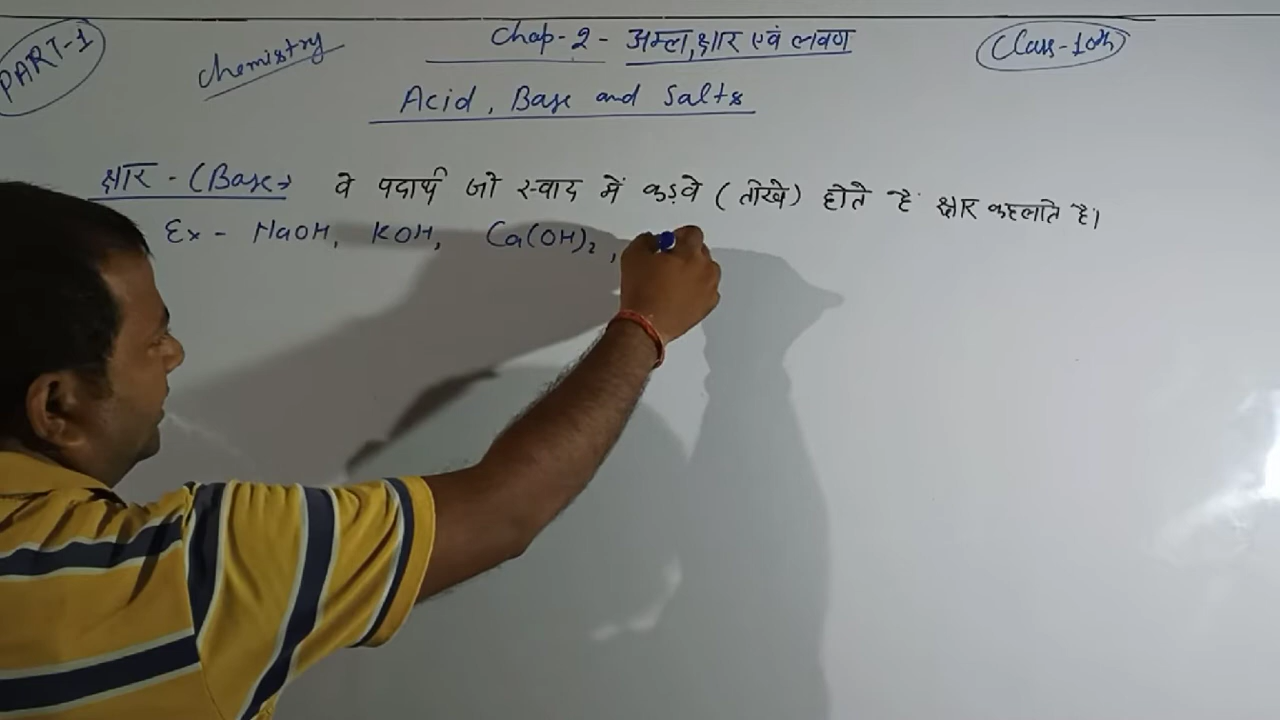 PART-1
Chemistry
Chap-2- अम्ल,क्षार एवं लवण
Class-10th
Acid, Base and Salts
क्षार - (Base) वे पदार्थ जो स्वाद में कड़वे (तीखे) होते हैं क्षार कहलाते है।
Ex - NaOH, KOH, Ca(OH)₂,